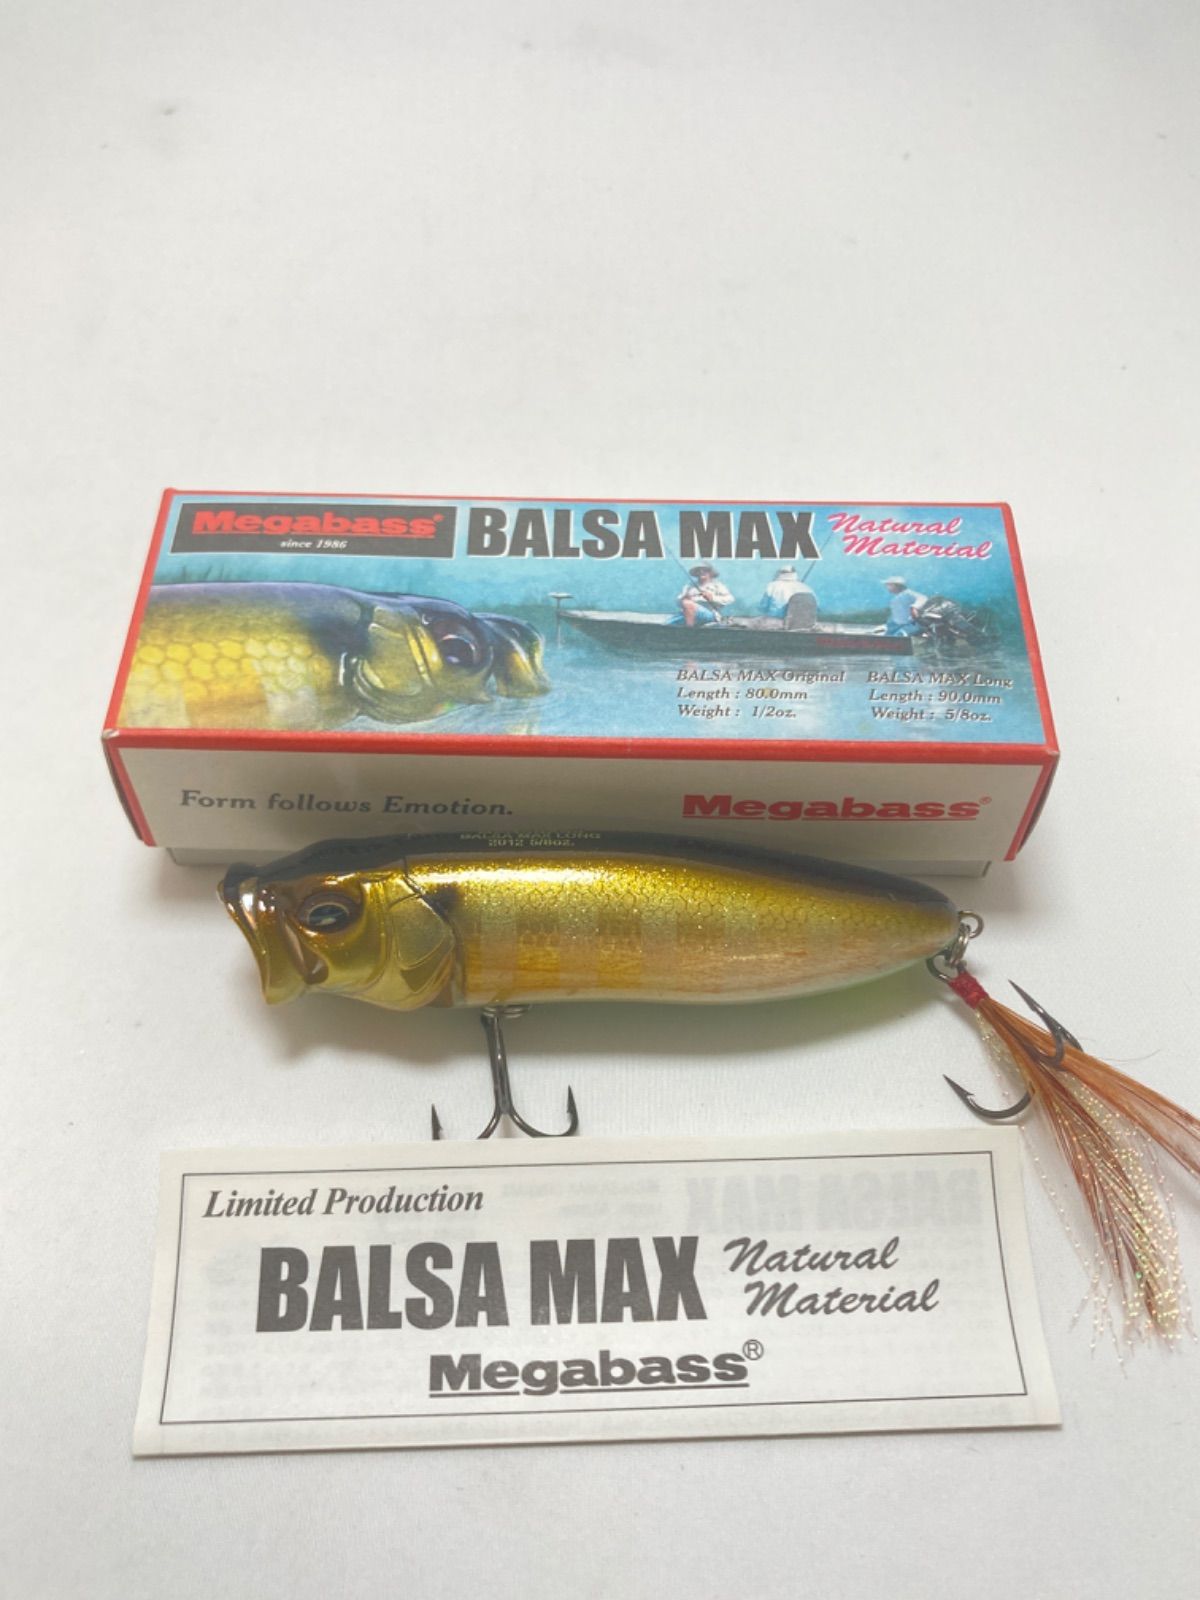 Megabass®
since 1986
BALSA MAX
Natural
Material
BALSA MAX Original
Length : 80.0mm
Weight : 1/2oz.
BALSA MAX Long
Length : 90.0mm
Weight : 5/8oz.
Form follows Emotion.
Megabass®
BALSA MAX LONG
2012 5/8oz.
Limited Production
BALSA MAX
Natural
Material
Megabass®